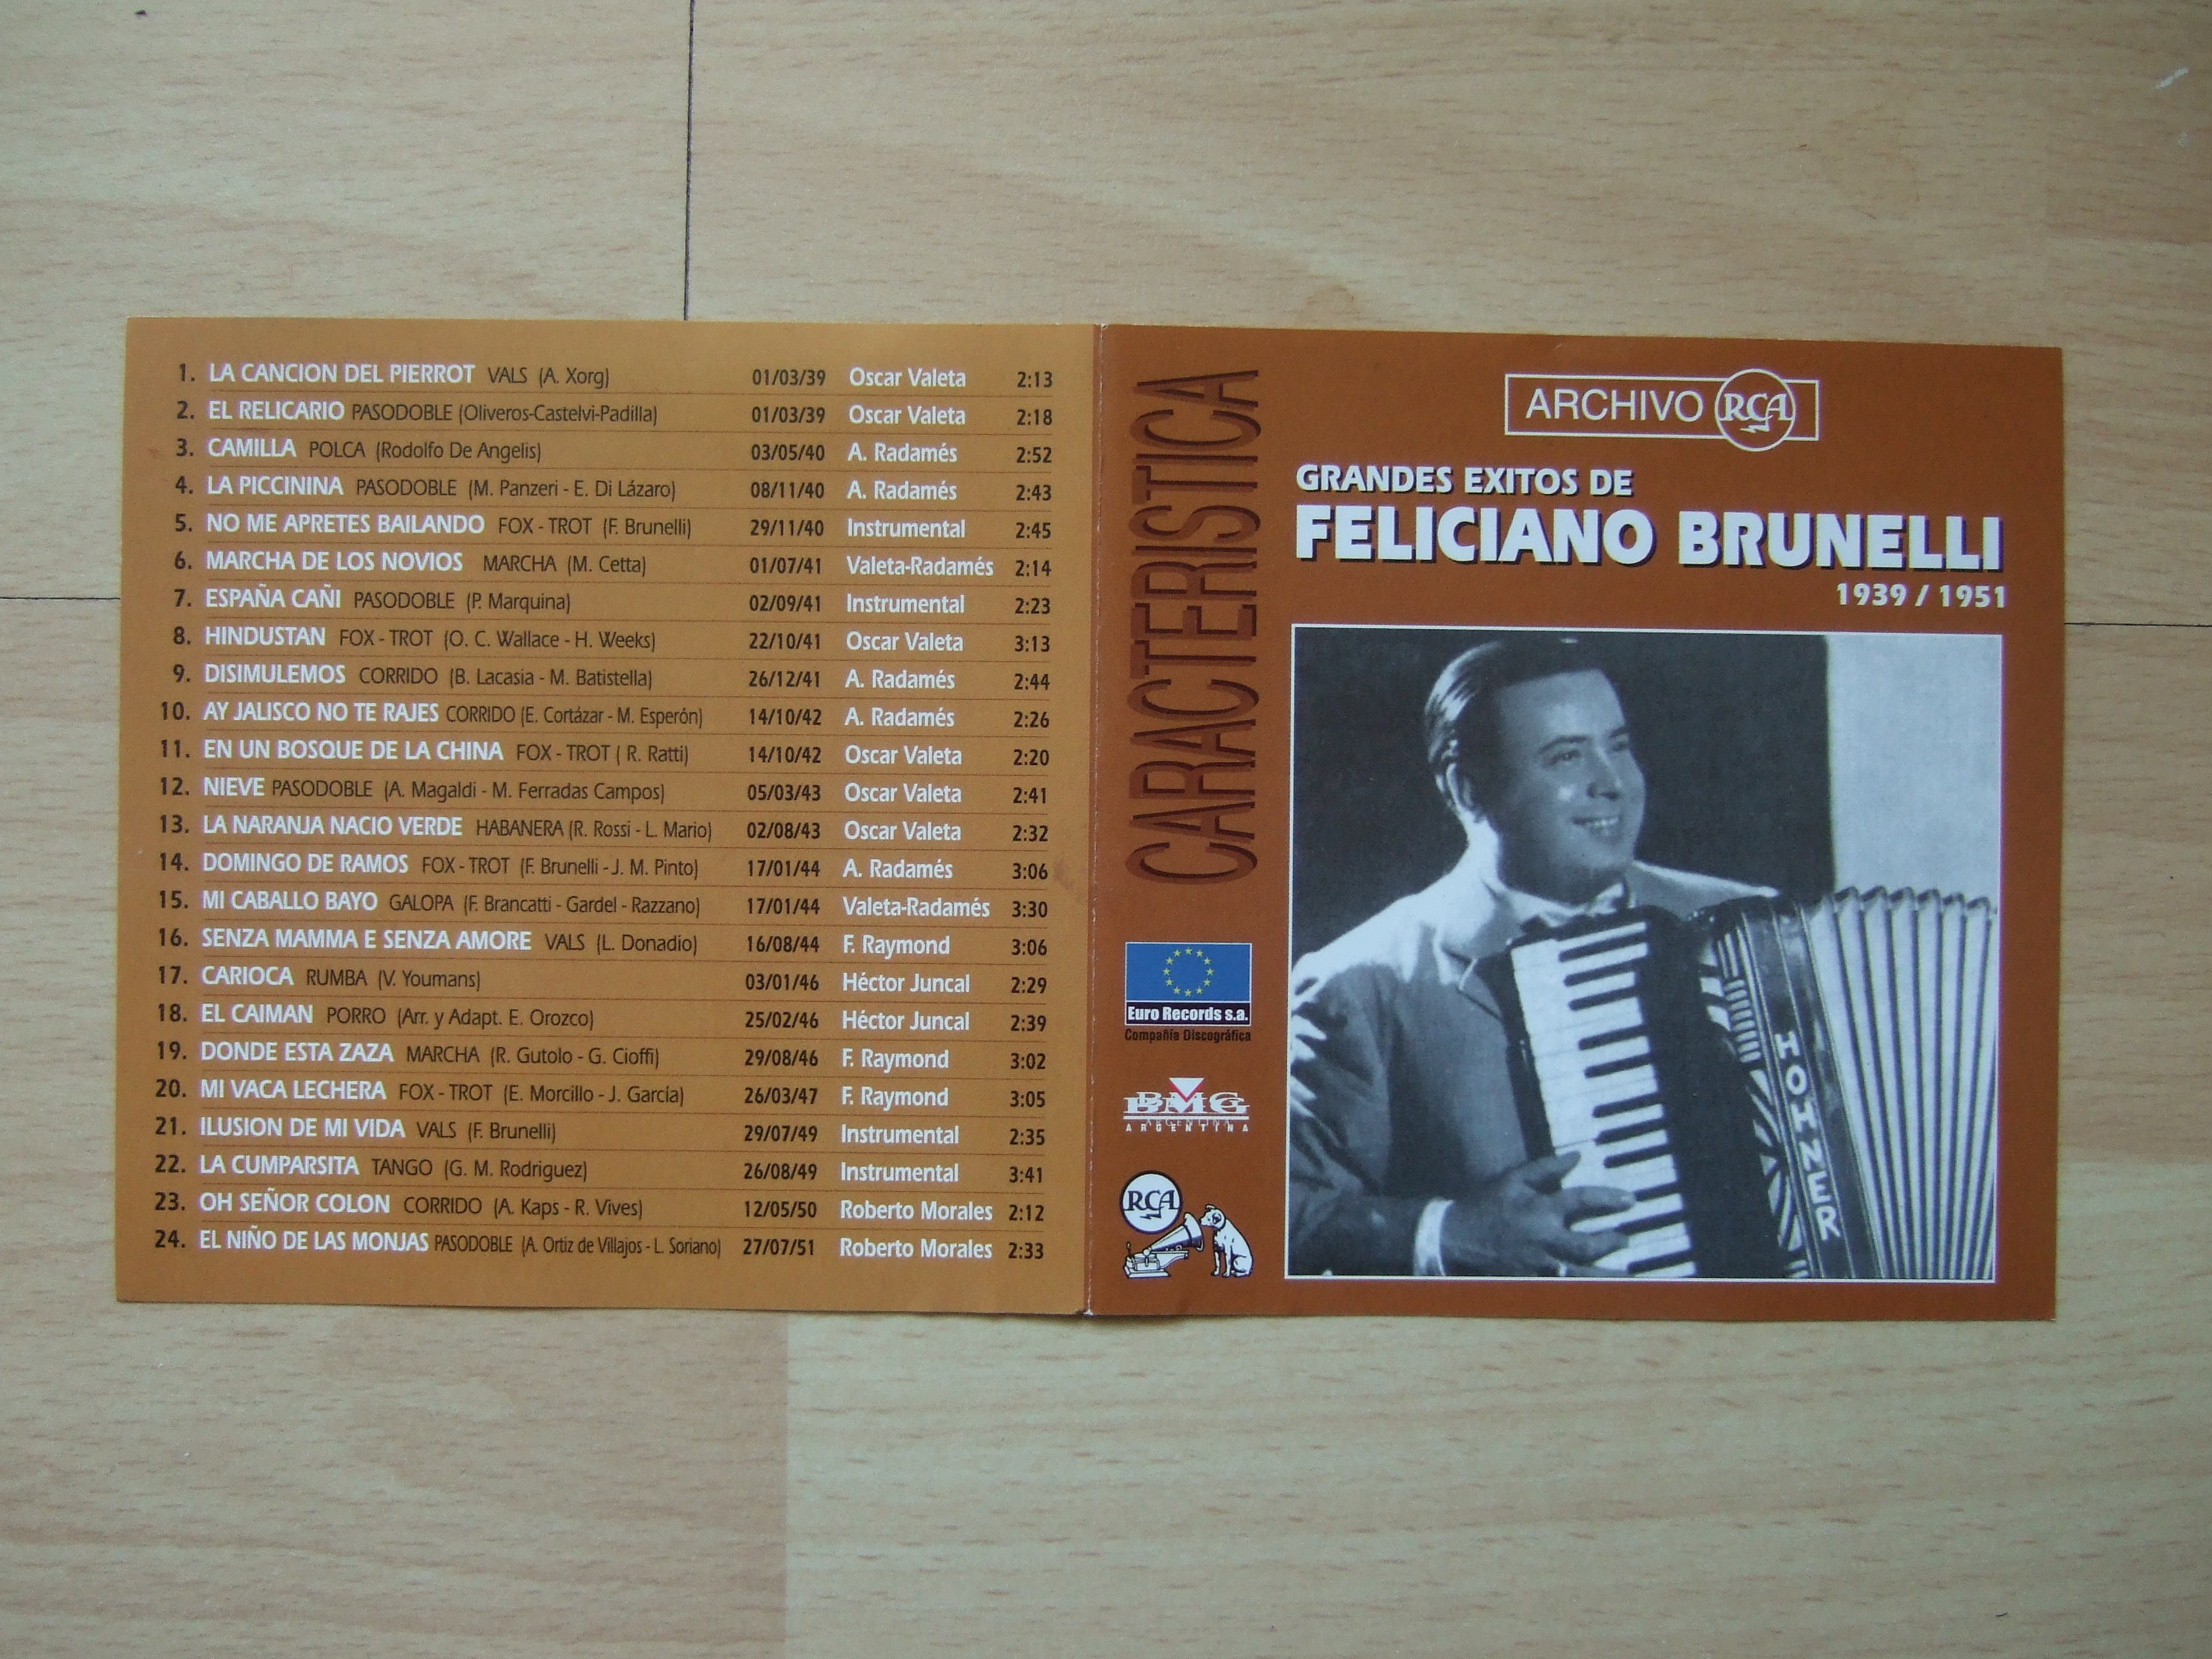 1. LA CANCION DEL PIERROT VALS (A. Xorg) 01/03/39 Oscar Valeta 2:13
2. EL RELICARIO PASODOBLE (Oliveros-Castelvi-Padilla) 01/03/39 Oscar Valeta 2:18
3. CAMILLA POLCA (Rodolfo De Angelis) 03/05/40 A. Radamés 2:52
4. LA PICCININA PASODOBLE (M. Panzeri - E. Di Lázaro) 08/11/40 A. Radamés 2:43
5. NO ME APRETES BAILANDO FOX - TROT (F. Brunelli) 29/11/40 Instrumental 2:45
6. MARCHA DE LOS NOVIOS MARCHA (M. Cetta) 01/07/41 Valeta-Radamés 2:14
7. ESPAÑA CAÑI PASODOBLE (P. Marquina) 02/09/41 Instrumental 2:23
8. HINDUSTAN FOX - TROT (O. C. Wallace - H. Weeks) 22/10/41 Oscar Valeta 3:13
9. DISIMULEMOS CORRIDO (B. Lacasia - M. Batistella) 26/12/41 A. Radamés 2:44
10. AY JALISCO NO TE RAJES CORRIDO (E. Cortázar - M. Esperón) 14/10/42 A. Radamés 2:26
11. EN UN BOSQUE DE LA CHINA FOX - TROT ( R. Ratti) 14/10/42 Oscar Valeta 2:20
12. NIEVE PASODOBLE (A. Magaldi - M. Ferradas Campos) 05/03/43 Oscar Valeta 2:41
13. LA NARANJA NACIO VERDE HABANERA (R. Rossi - L. Mario) 02/08/43 Oscar Valeta 2:32
14. DOMINGO DE RAMOS FOX - TROT (F. Brunelli - J. M. Pinto) 17/01/44 A. Radamés 3:06
15. MI CABALLO BAYO GALOPA (F. Brancatti - Gardel - Razzano) 17/01/44 Valeta-Radamés 3:30
16. SENZA MAMMA E SENZA AMORE VALS (L. Donadio) 16/08/44 F. Raymond 3:06
17. CARIOCA RUMBA (V. Youmans) 03/01/46 Héctor Juncal 2:29
18. EL CAIMAN PORRO (Arr. y Adapt. E. Orozco) 25/02/46 Héctor Juncal 2:39
19. DONDE ESTA ZAZA MARCHA (R. Gutolo - G. Cioffi) 29/08/46 F. Raymond 3:02
20. MI VACA LECHERA FOX - TROT (E. Morcillo - J. García) 26/03/47 F. Raymond 3:05
21. ILUSION DE MI VIDA VALS (F. Brunelli) 29/07/49 Instrumental 2:35
22. LA CUMPARSITA TANGO (G. M. Rodriguez) 26/08/49 Instrumental 3:41
23. OH SEÑOR COLON CORRIDO (A. Kaps - R. Vives) 12/05/50 Roberto Morales 2:12
24. EL NIÑO DE LAS MONJAS PASODOBLE (A. Ortiz de Villajos - L. Soriano) 27/07/51 Roberto Morales 2:33
CARACTERISTICA
Euro Records s.a.
Compañía Discográfica
BMG
ARGENTINA
RCA
ARCHIVO RCA
GRANDES EXITOS DE
FELICIANO BRUNELLI
1939 / 1951
HOHNER